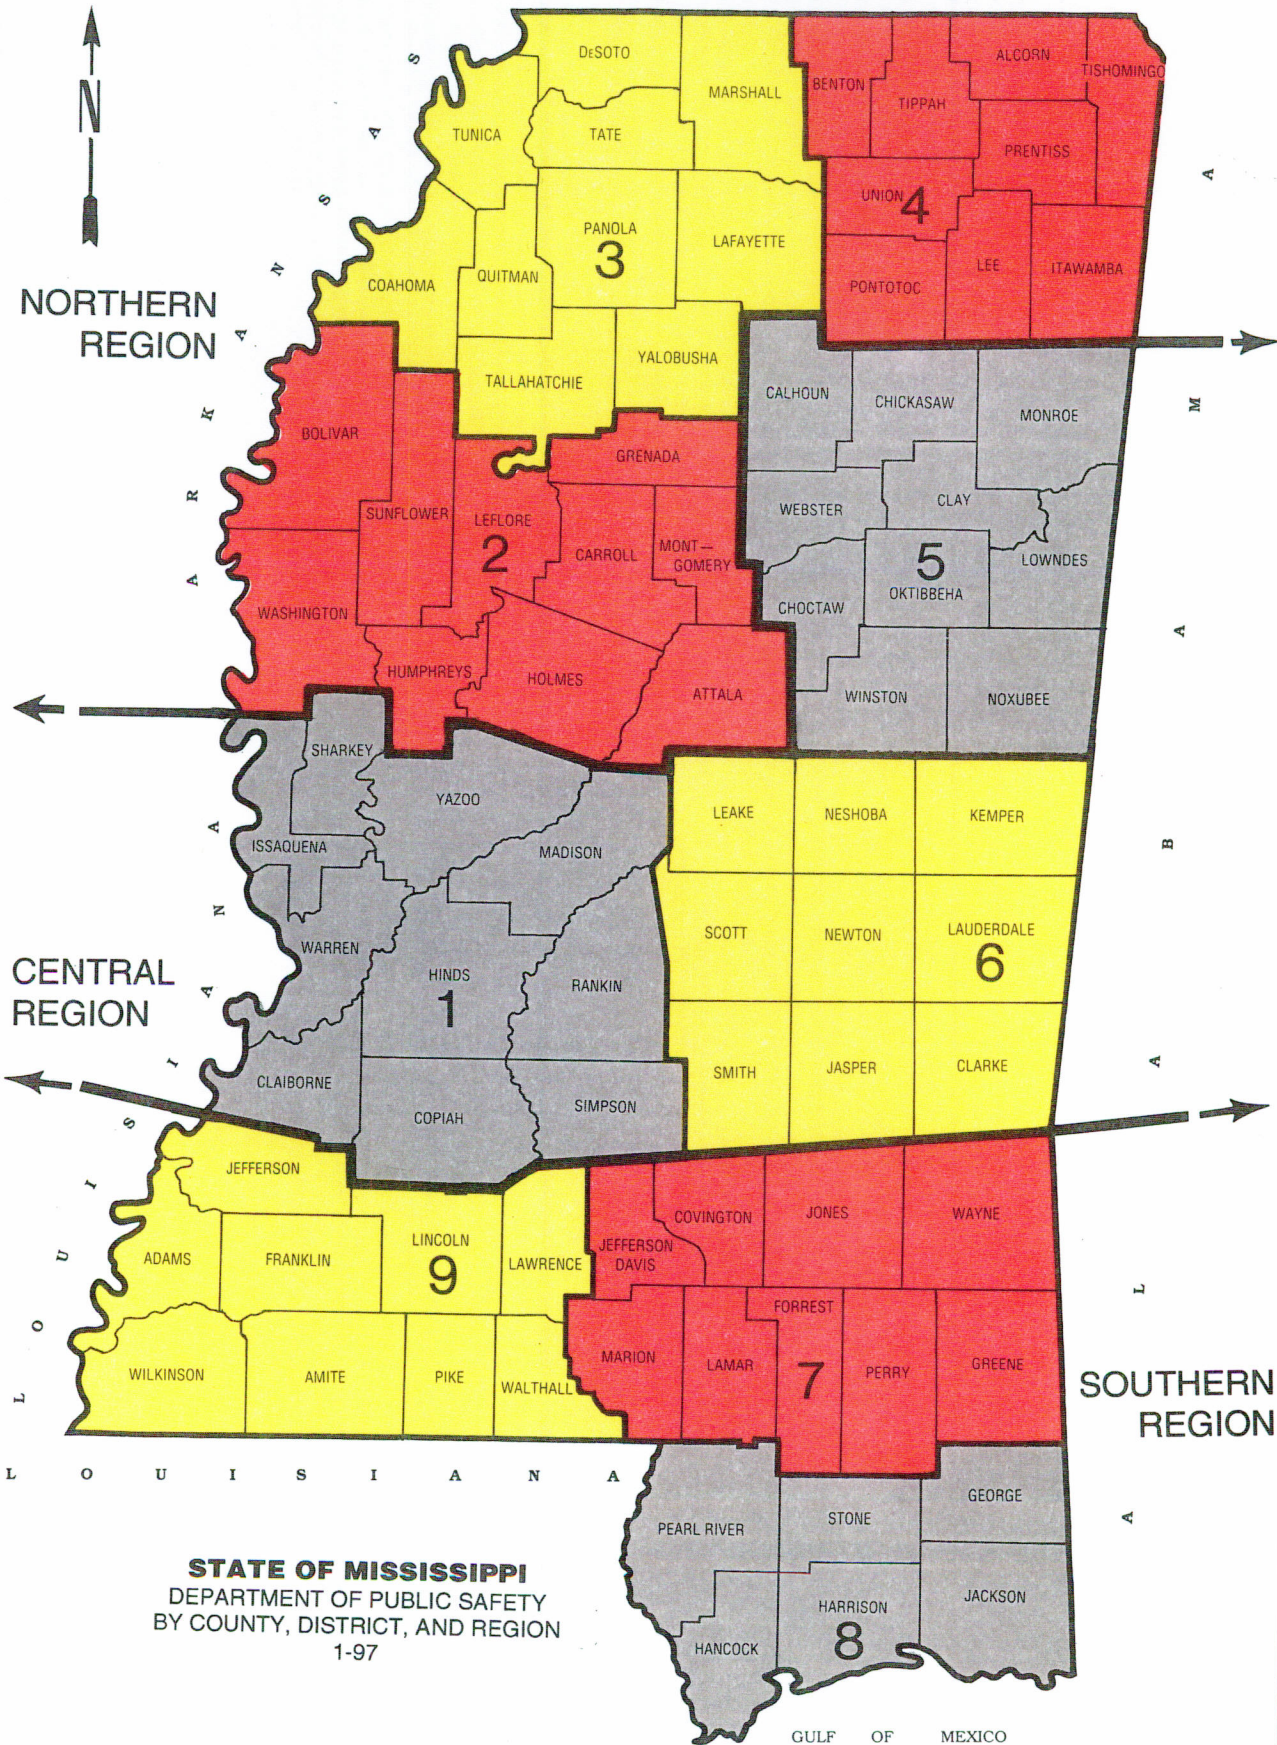 N
NORTHERN
REGION
CENTRAL
REGION
SOUTHERN
REGION
A R K A N S A S
L O U I S I A N A
L O U I S I A N A
A L A B A M A
GULF OF MEXICO
DESOTO
MARSHALL
TUNICA
TATE
PANOLA
3
LAFAYETTE
COAHOMA
QUITMAN
TALLAHATCHIE
YALOBUSHA
BENTON
TIPPAH
ALCORN
TISHOMINGO
PRENTISS
UNION
4
PONTOTOC
LEE
ITAWAMBA
BOLIVAR
SUNFLOWER
LEFLORE
2
GRENADA
CARROLL
MONT—
GOMERY
WASHINGTON
HUMPHREYS
HOLMES
ATTALA
CALHOUN
CHICKASAW
MONROE
WEBSTER
CLAY
5
OKTIBBEHA
LOWNDES
CHOCTAW
WINSTON
NOXUBEE
SHARKEY
YAZOO
ISSAQUENA
MADISON
WARREN
HINDS
1
RANKIN
CLAIBORNE
COPIAH
SIMPSON
LEAKE
NESHOBA
KEMPER
SCOTT
NEWTON
LAUDERDALE
6
SMITH
JASPER
CLARKE
JEFFERSON
ADAMS
FRANKLIN
LINCOLN
9
LAWRENCE
WILKINSON
AMITE
PIKE
WALTHALL
JEFFERSON
DAVIS
COVINGTON
JONES
WAYNE
MARION
LAMAR
FORREST
7
PERRY
GREENE
PEARL RIVER
STONE
GEORGE
HANCOCK
HARRISON
8
JACKSON
STATE OF MISSISSIPPI
DEPARTMENT OF PUBLIC SAFETY
BY COUNTY, DISTRICT, AND REGION
1-97